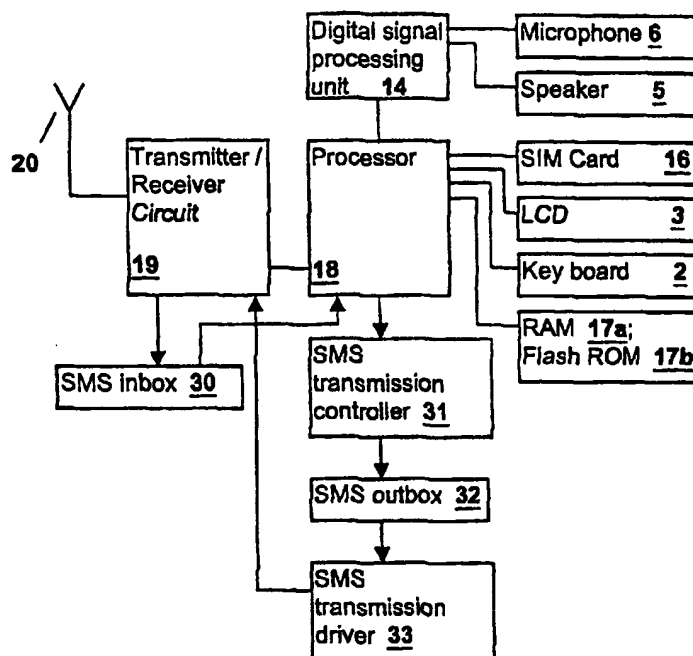 Digital signal
processing
unit 14
Microphone 6
Speaker 5
20
Transmitter /
Receiver
Circuit
19
Processor
18
SIM Card 16
LCD 3
Key board 2
RAM 17a;
Flash ROM 17b
SMS inbox 30
SMS
transmission
controller 31
SMS outbox 32
SMS
transmission
driver 33